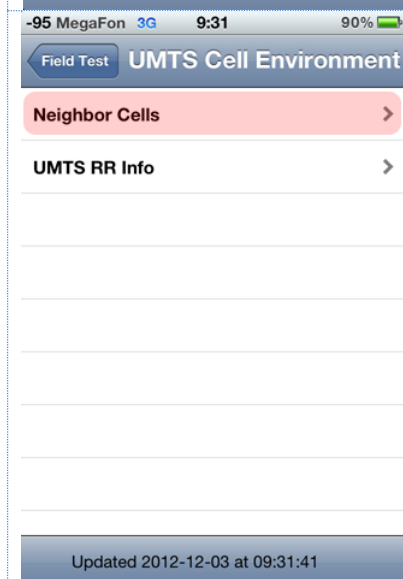 -95 MegaFon 3G 9:31 90%
Field Test UMTS Cell Environment
Neighbor Cells
UMTS RR Info
Updated 2012-12-03 at 09:31:41